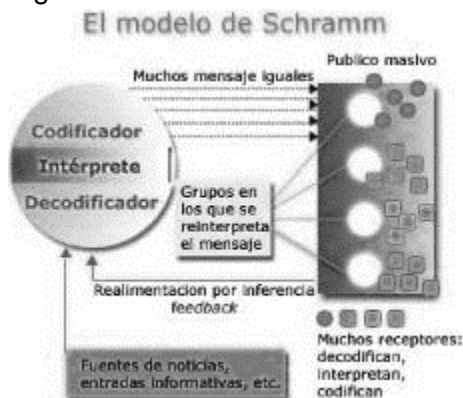 El modelo de Schramm
Publico masivo
Muchos mensaje iguales
Codificador
Intérprete
Decodificador
Grupos en
los que se
reinterpreta
el mensaje
Realimentacion por inferencia
feedback
Muchos receptores:
decodifican,
interpretan,
codifican
Fuentes de noticias,
entradas informativas, etc.